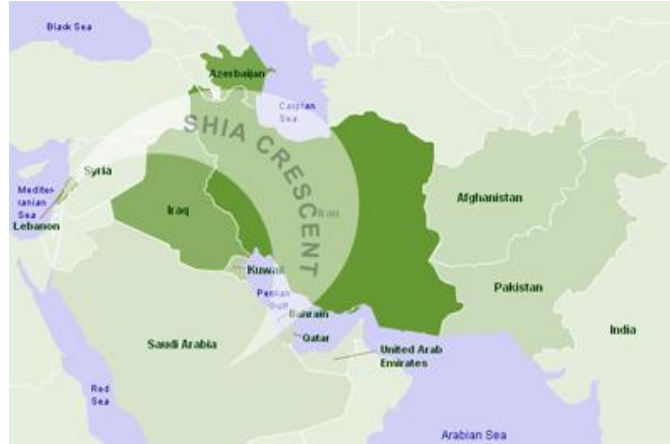 Black Sea
Azerbaijan
Caspian
Sea
SHIA CRESCENT
Syria
Mediter-
ranian
Sea
Lebanon
Iraq
Iran
Afghanistan
Kuwait
Persian
Gulf
Pakistan
Bahrain
Saudi Arabia
Qatar
India
United Arab
Emirates
Red
Sea
Arabian Sea